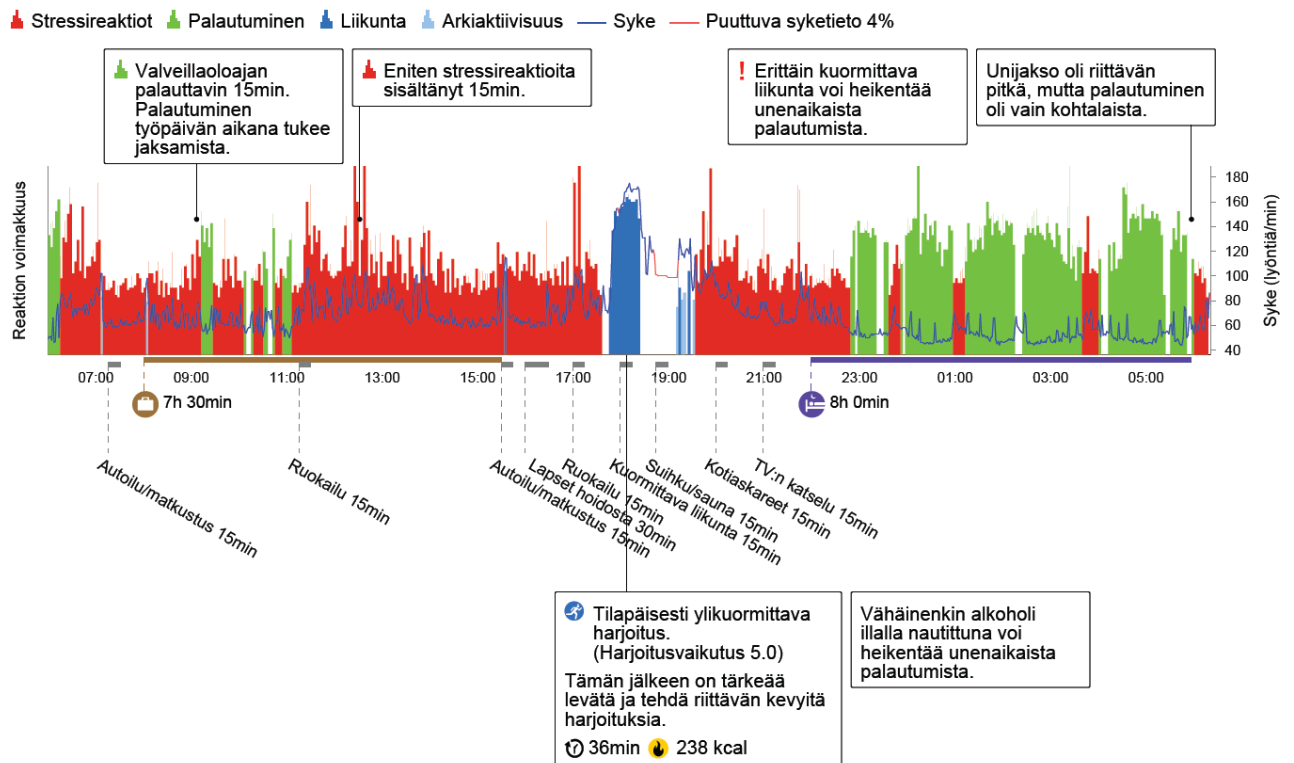 Stressireaktiot Palautuminen Liikunta Arkiaktiivisuus Syke Puuttuva syketieto 4%
Valveillaoloajan
palauttavin 15min.
Palautuminen
työpäivän aikana tukee
jaksamista.
Eniten stressireaktioita
sisältänyt 15min.
! Erittäin kuormittava
liikunta voi heikentää
unenaikaista
palautumista.
Unijakso oli riittävän
pitkä, mutta palautuminen
oli vain kohtalaista.
Reaktion voimakkuus
180
160
140
120
100
80
60
40
Syke (lyöntiä/min)
07:00 09:00 11:00 13:00 15:00 17:00 19:00 21:00 23:00 01:00 03:00 05:00
7h 30min
8h 0min
Autoilu/matkustus 15min
Ruokailu 15min
Autoilu/matkustus 15min
Lapset hoidosta 30min
Ruokailu 15min
Kuormittava liikunta 15min
Suihku/sauna 15min
Kotiaskareet 15min
TV:n katselu 15min
Tilapäisesti ylikuormittava
harjoitus.
(Harjoitusvaikutus 5.0)
Tämän jälkeen on tärkeää
levätä ja tehdä riittävän kevyitä
harjoituksia.
36min 238 kcal
Vähäinenkin alkoholi
illalla nautittuna voi
heikentää unenaikaista
palautumista.